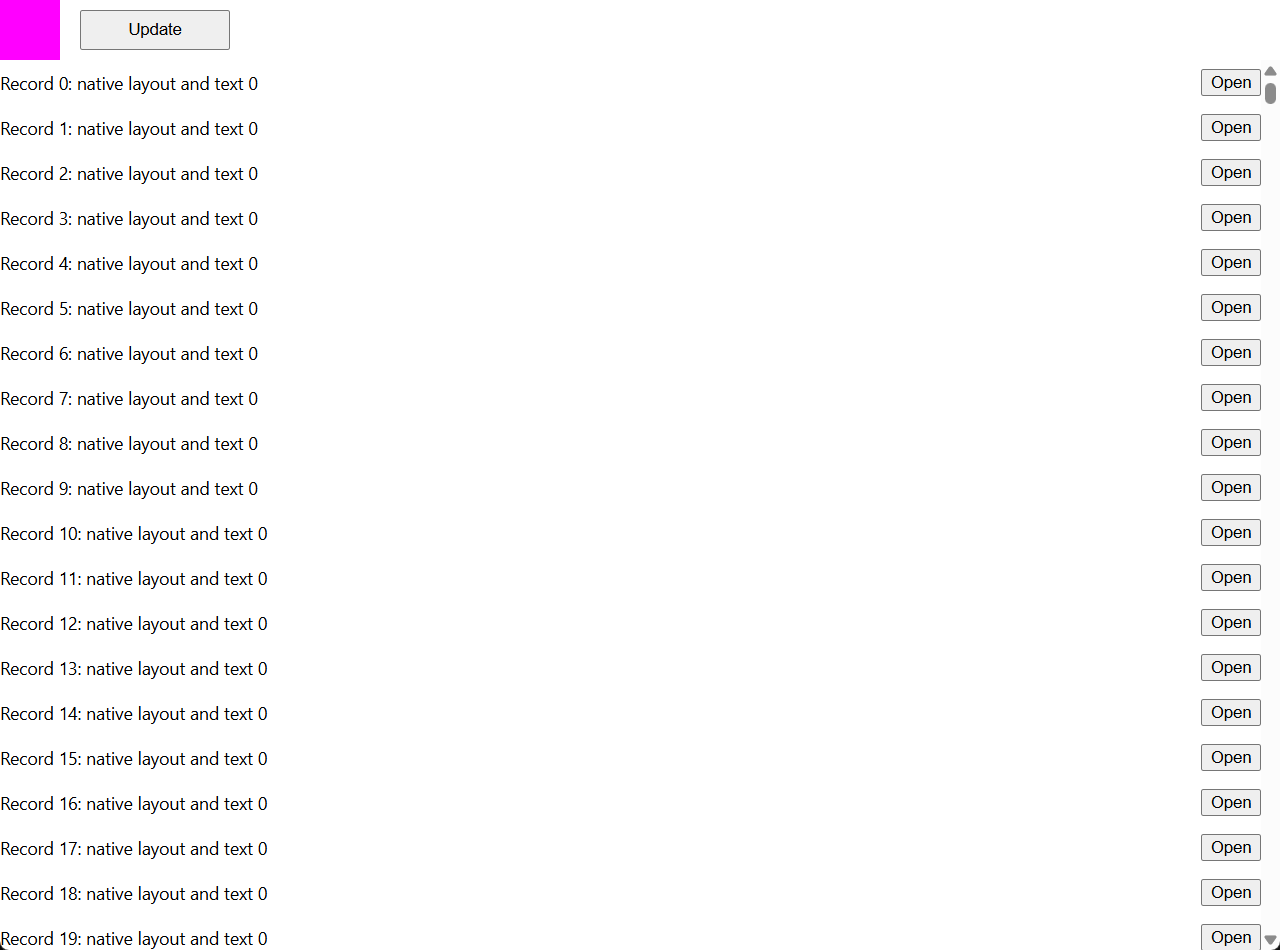 Update
Record 0: native layout and text 0 Open
Record 1: native layout and text 0 Open
Record 2: native layout and text 0 Open
Record 3: native layout and text 0 Open
Record 4: native layout and text 0 Open
Record 5: native layout and text 0 Open
Record 6: native layout and text 0 Open
Record 7: native layout and text 0 Open
Record 8: native layout and text 0 Open
Record 9: native layout and text 0 Open
Record 10: native layout and text 0 Open
Record 11: native layout and text 0 Open
Record 12: native layout and text 0 Open
Record 13: native layout and text 0 Open
Record 14: native layout and text 0 Open
Record 15: native layout and text 0 Open
Record 16: native layout and text 0 Open
Record 17: native layout and text 0 Open
Record 18: native layout and text 0 Open
Record 19: native layout and text 0 Open